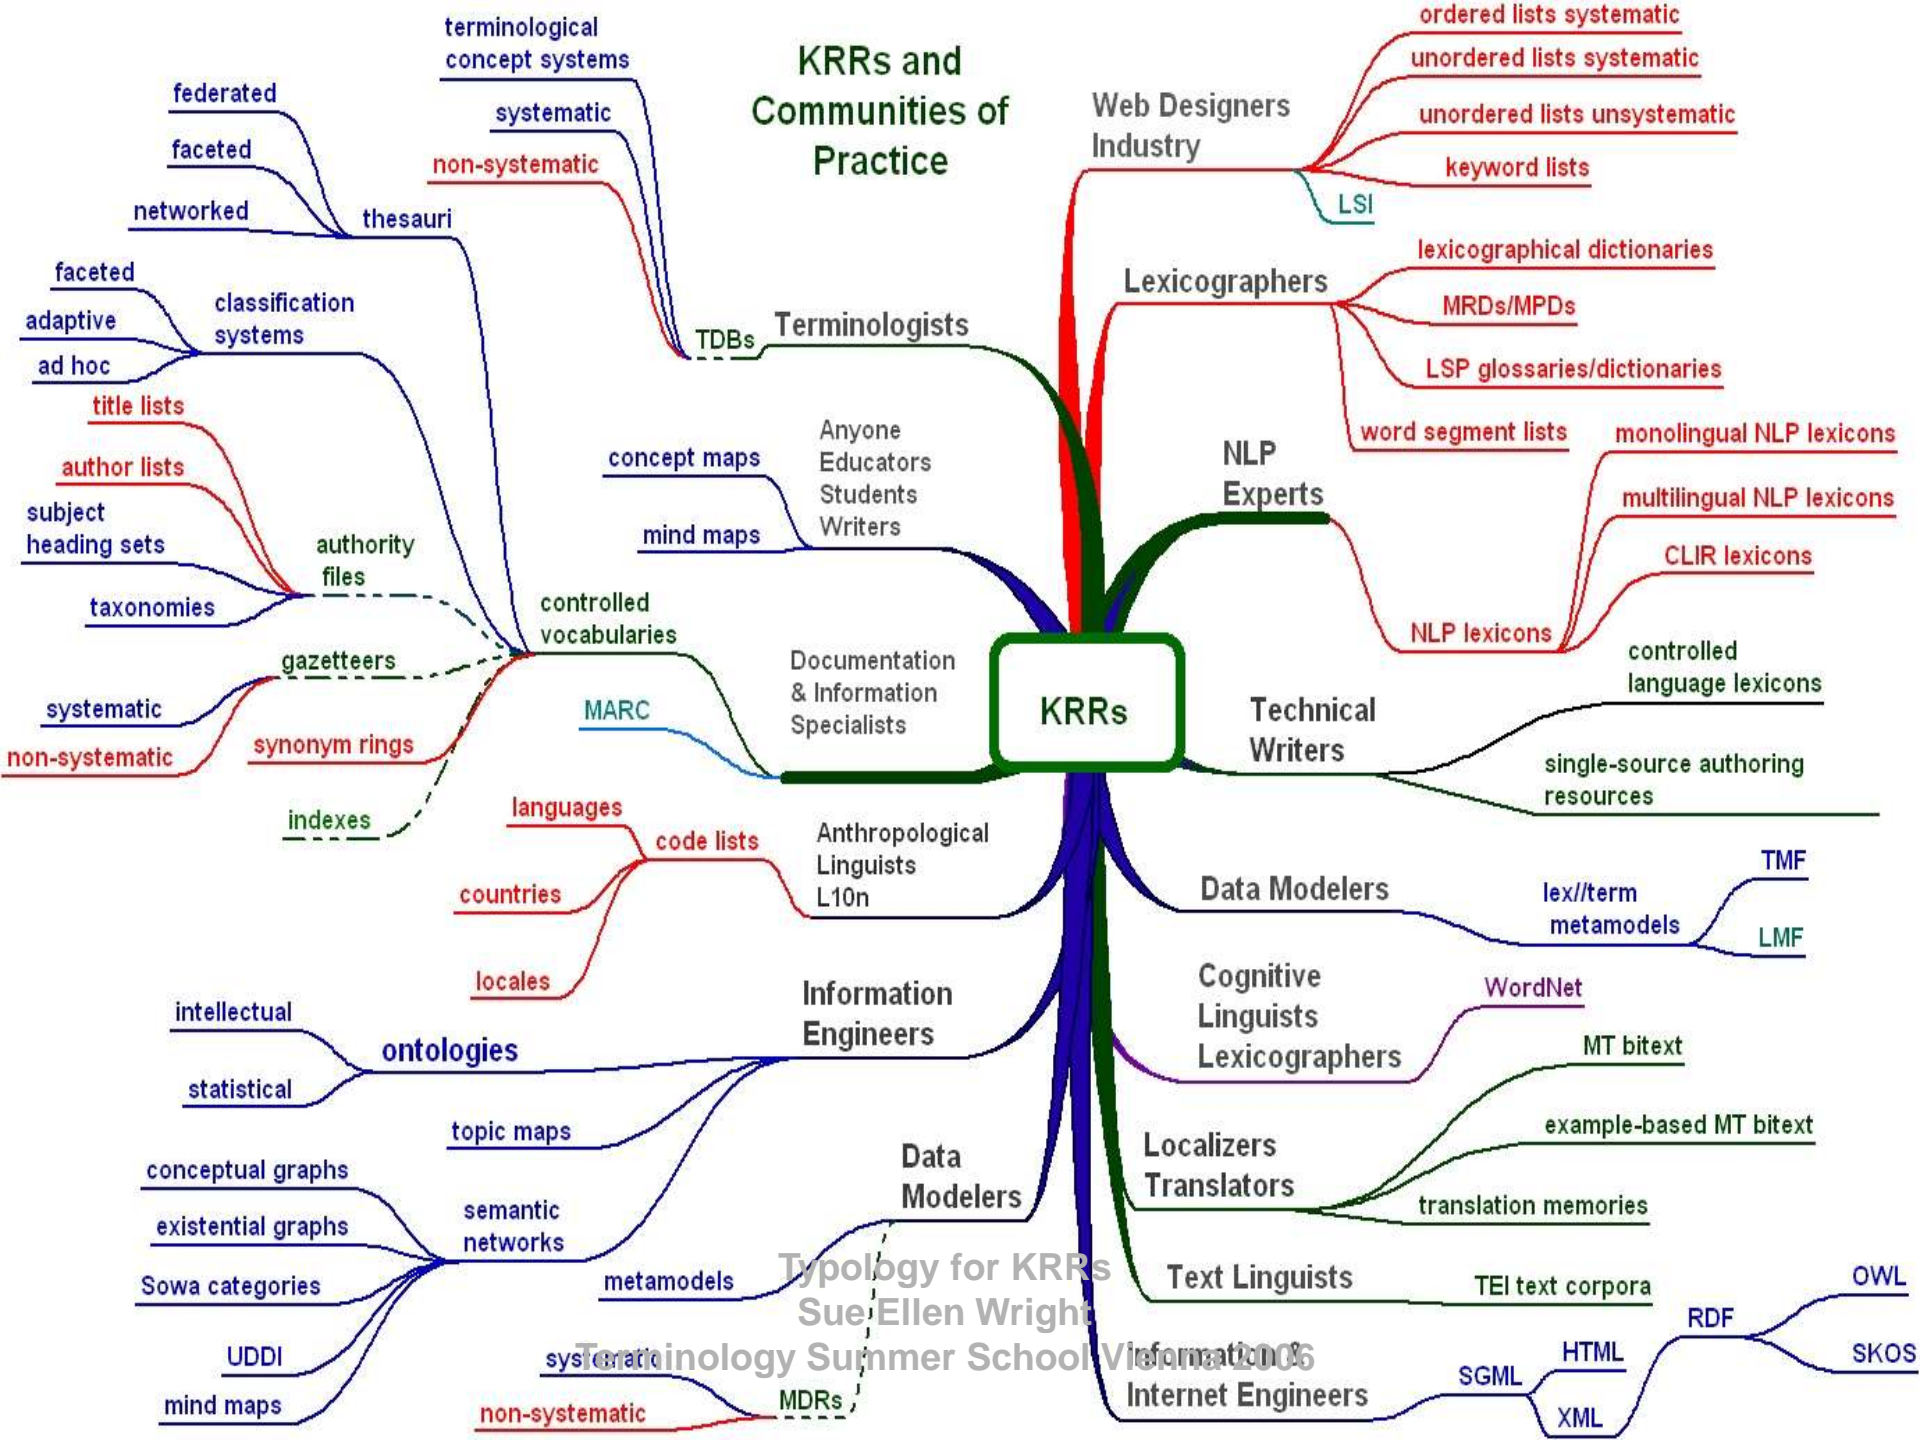 KRRs and
Communities of
Practice
terminological
concept systems
systematic
non-systematic
TDBs
Terminologists
federated
faceted
networked
thesauri
faceted
adaptive
ad hoc
classification
systems
title lists
author lists
subject
heading sets
taxonomies
authority
files
gazetteers
systematic
non-systematic
synonym rings
indexes
controlled
vocabularies
MARC
Documentation
& Information
Specialists
concept maps
mind maps
Anyone
Educators
Students
Writers
languages
countries
locales
code lists
Anthropological
Linguists
L10n
intellectual
statistical
ontologies
topic maps
conceptual graphs
existential graphs
Sowa categories
UDDI
mind maps
semantic
networks
Information
Engineers
Data
Modelers
metamodels
systematic
non-systematic
MDRs
KRRs
Web Designers
Industry
ordered lists systematic
unordered lists systematic
unordered lists unsystematic
keyword lists
LSI
Lexicographers
lexicographical dictionaries
MRDs/MPDs
LSP glossaries/dictionaries
word segment lists
NLP
Experts
NLP lexicons
monolingual NLP lexicons
multilingual NLP lexicons
CLIR lexicons
Technical
Writers
controlled
language lexicons
single-source authoring
resources
Data Modelers
lex//term
metamodels
TMF
LMF
Cognitive
Linguists
Lexicographers
WordNet
Localizers
Translators
MT bitext
example-based MT bitext
translation memories
Text Linguists
TEI text corpora
Information &
Internet Engineers
SGML
HTML
XML
RDF
OWL
SKOS
Typology for KRRs
Sue Ellen Wright
Terminology Summer School Vienna 2006